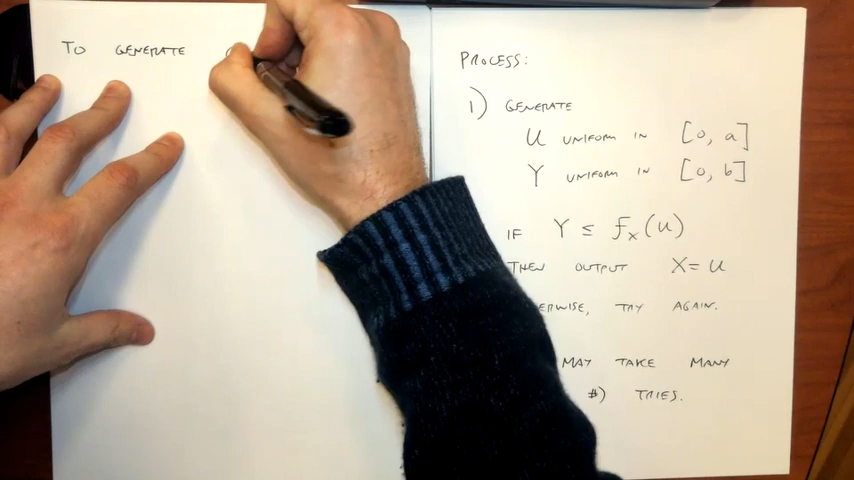 TO GENERATE
PROCESS:
1) GENERATE
U UNIFORM IN [0, a]
Y UNIFORM IN [0, b]
IF Y ≤ fx(u)
THEN OUTPUT X = U
TRY AGAIN.
MAY TAKE MANY
#) TRIES.